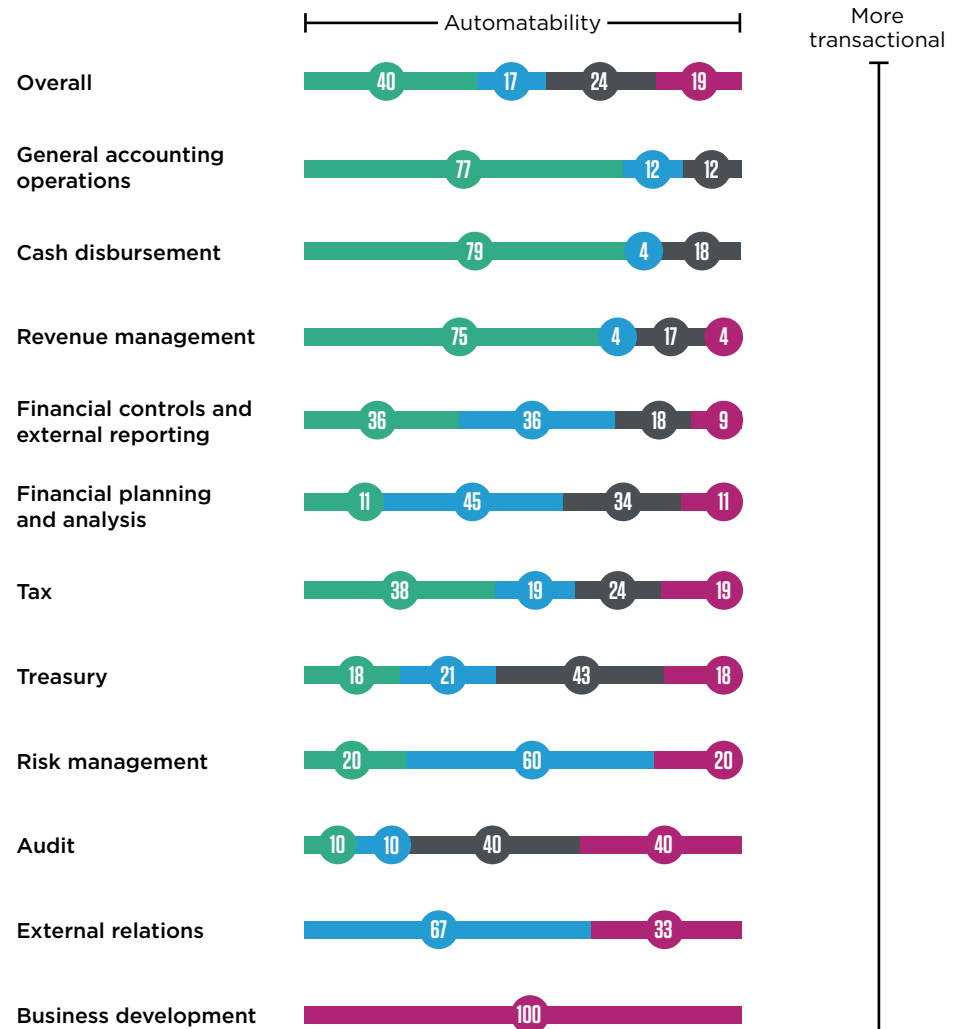 Automatability
More
transactional
Overall
40 17 24 19
General accounting
operations
77 12 12
Cash disbursement
79 4 18
Revenue management
75 4 17 4
Financial controls and
external reporting
36 36 18 9
Financial planning
and analysis
11 45 34 11
Tax
38 19 24 19
Treasury
18 21 43 18
Risk management
20 60 20
Audit
10 10 40 40
External relations
67 33
Business development
100